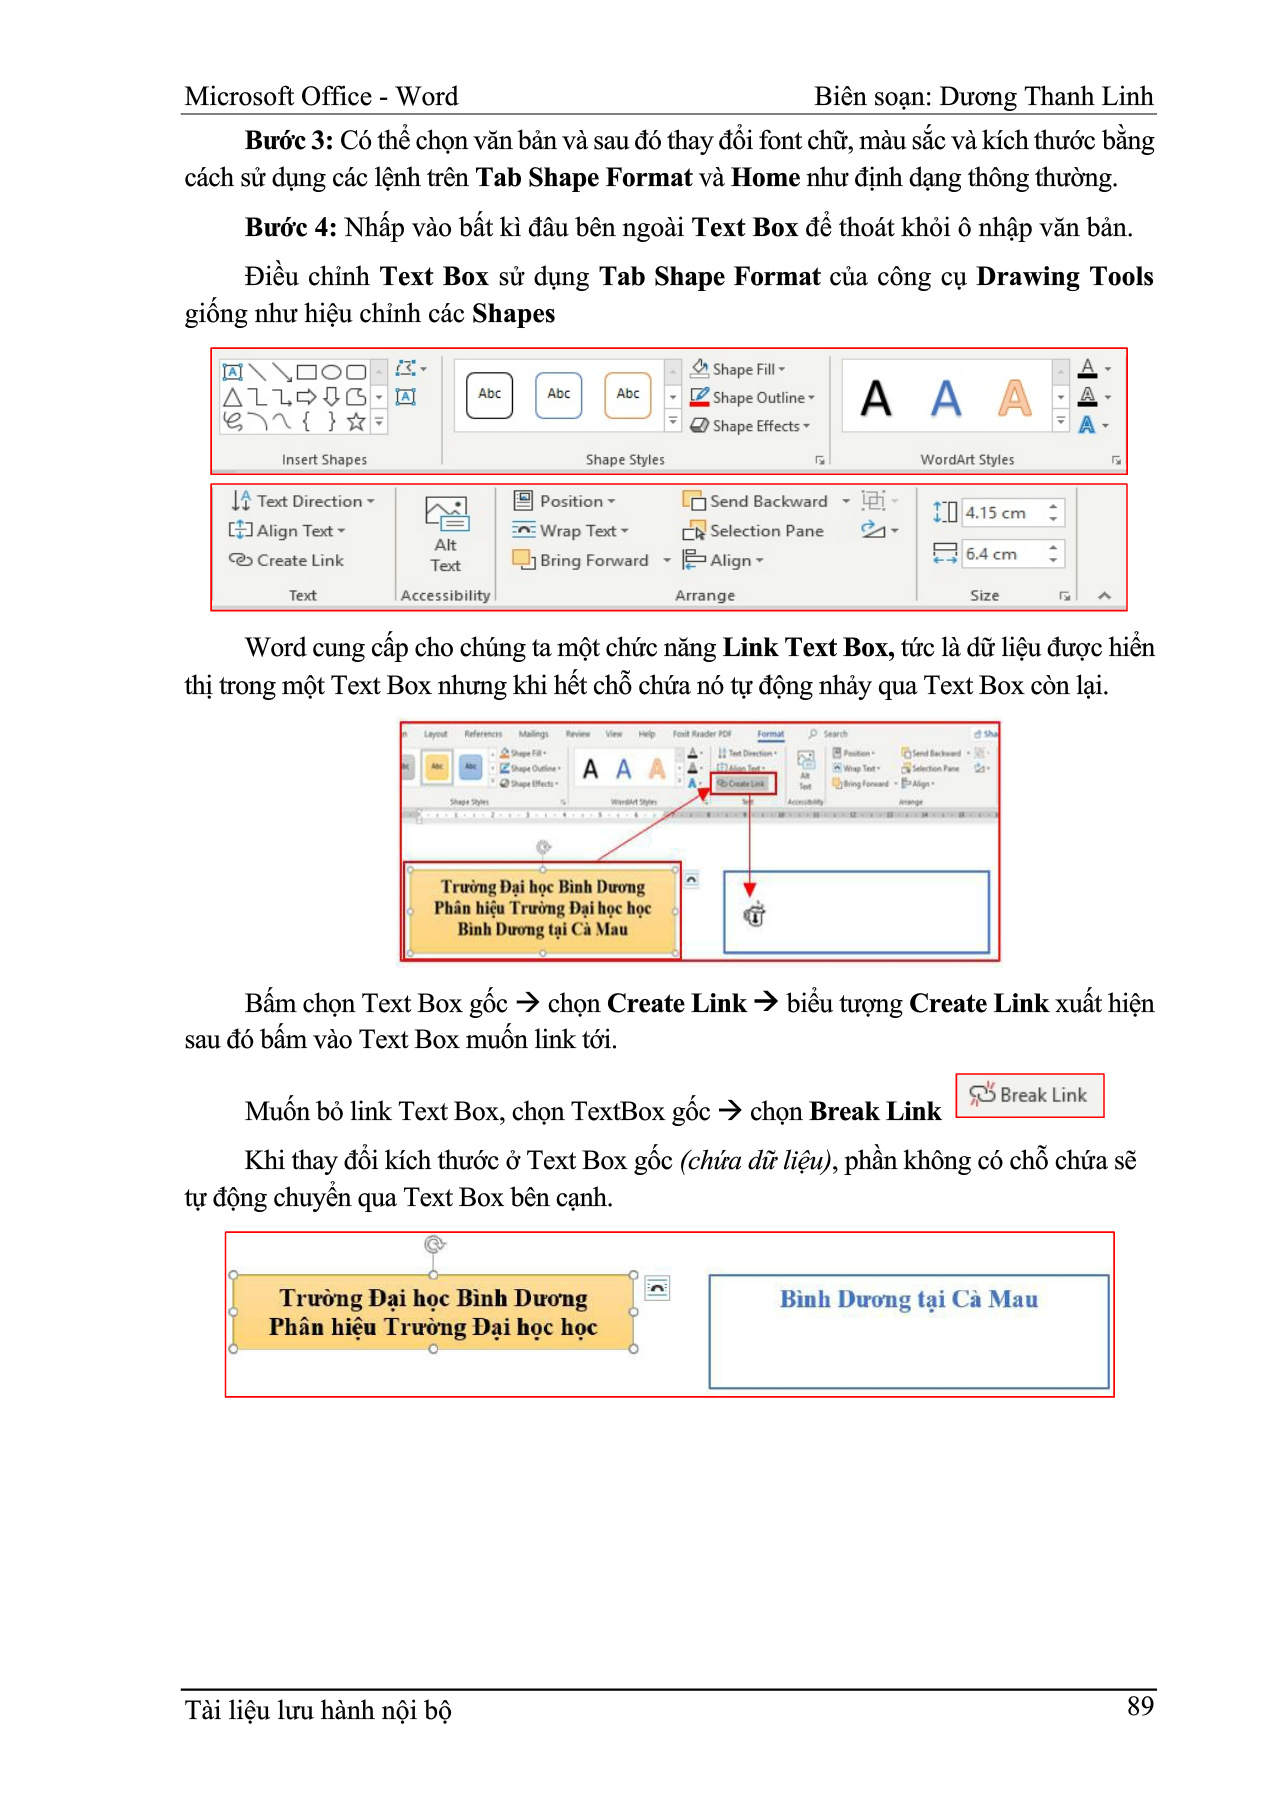 Microsoft Office - Word Biên soạn: Dương Thanh Linh
Bước 3: Có thể chọn văn bản và sau đó thay đổi font chữ, màu sắc và kích thước bằng
cách sử dụng các lệnh trên Tab Shape Format và Home như định dạng thông thường.
Bước 4: Nhấp vào bất kì đâu bên ngoài Text Box để thoát khỏi ô nhập văn bản.
Điều chỉnh Text Box sử dụng Tab Shape Format của công cụ Drawing Tools
giống như hiệu chỉnh các Shapes
Abc Abc Abc
Shape Fill
Shape Outline
Shape Effects
A A A
Insert Shapes Shape Styles WordArt Styles
Text Direction Position Send Backward
Align Text Wrap Text Selection Pane
Create Link Bring Forward Align
Alt
Text
4.15 cm
6.4 cm
Text Accessibility Arrange Size
Word cung cấp cho chúng ta một chức năng Link Text Box, tức là dữ liệu được hiển
thị trong một Text Box nhưng khi hết chỗ chứa nó tự động nhảy qua Text Box còn lại.
Layout References Mailings Review View Help Foxit Reader PDF Format Search Sha
Abc Abc
Shape Fill Text Direction Position Send Backward
Shape Outline Align Text Wrap Text Selection Pane
Shape Effects Create Link Bring Forward Align
A A A
Alt
Text
Shape Styles WordArt Styles Text Accessibility Arrange
Trường Đại học Bình Dương
Phân hiệu Trường Đại học học
Bình Dương tại Cà Mau
Bấm chọn Text Box gốc → chọn Create Link → biểu tượng Create Link xuất hiện
sau đó bấm vào Text Box muốn link tới.
Muốn bỏ link Text Box, chọn TextBox gốc → chọn Break Link Break Link
Khi thay đổi kích thước ở Text Box gốc (chứa dữ liệu), phần không có chỗ chứa sẽ
tự động chuyển qua Text Box bên cạnh.
Trường Đại học Bình Dương
Phân hiệu Trường Đại học học
Bình Dương tại Cà Mau
Tài liệu lưu hành nội bộ 89